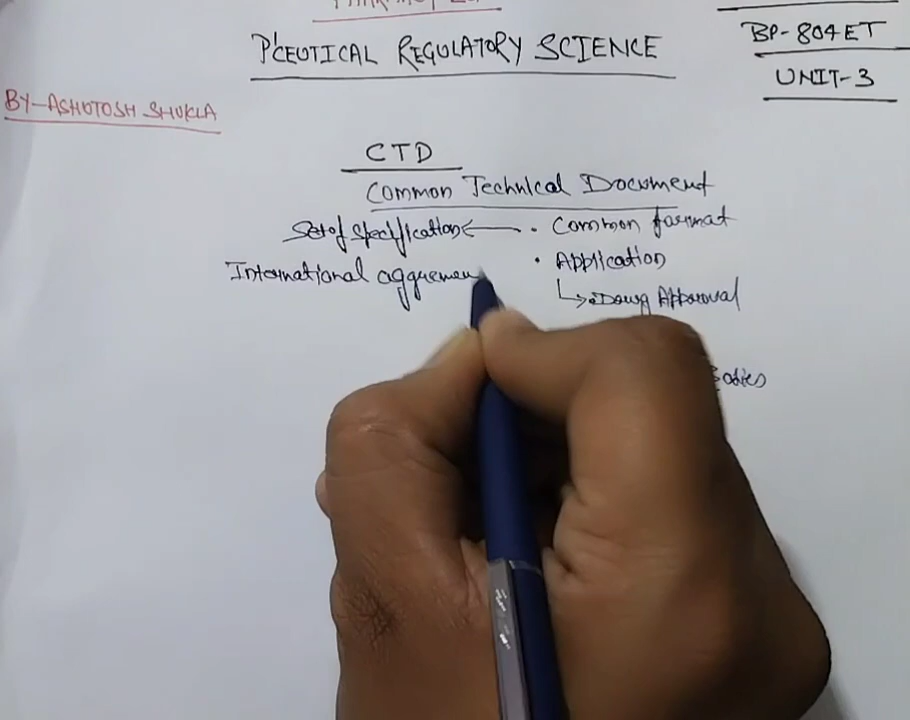 P'CEUTICAL REGULATORY SCIENCE
BP-804ET
UNIT-3
BY-ASHUTOSH SHUKLA
CTD
Common Technical Document
Set of Specification ← • Common format
International aggremen
• Application
↳ • Drug Approval